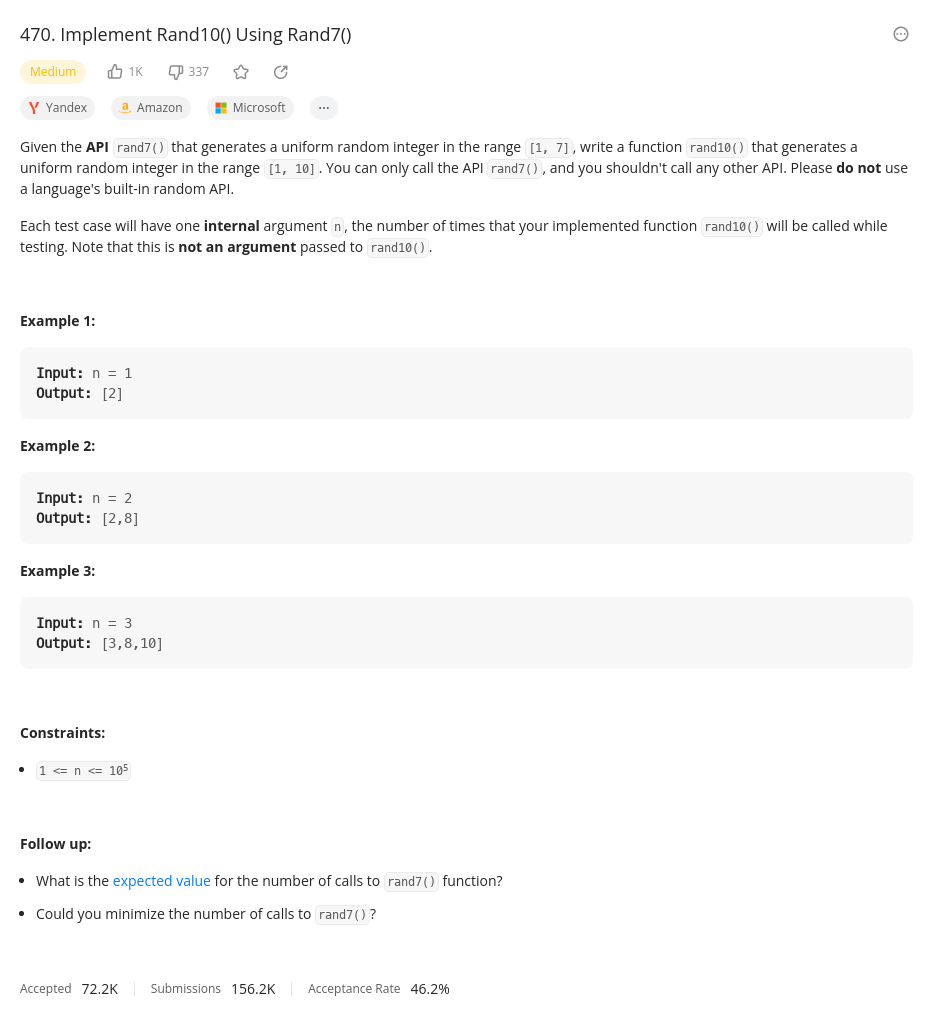 470. Implement Rand10() Using Rand7()
Medium 1K 337
Yandex Amazon Microsoft ...
Given the API rand7() that generates a uniform random integer in the range [1, 7], write a function rand10() that generates a
uniform random integer in the range [1, 10]. You can only call the API rand7(), and you shouldn't call any other API. Please do not use
a language's built-in random API.
Each test case will have one internal argument n, the number of times that your implemented function rand10() will be called while
testing. Note that this is not an argument passed to rand10().
Example 1:
Input: n = 1
Output: [2]
Example 2:
Input: n = 2
Output: [2,8]
Example 3:
Input: n = 3
Output: [3,8,10]
Constraints:
• 1 <= n <= 10⁵
Follow up:
• What is the expected value for the number of calls to rand7() function?
• Could you minimize the number of calls to rand7()?
Accepted 72.2K Submissions 156.2K Acceptance Rate 46.2%